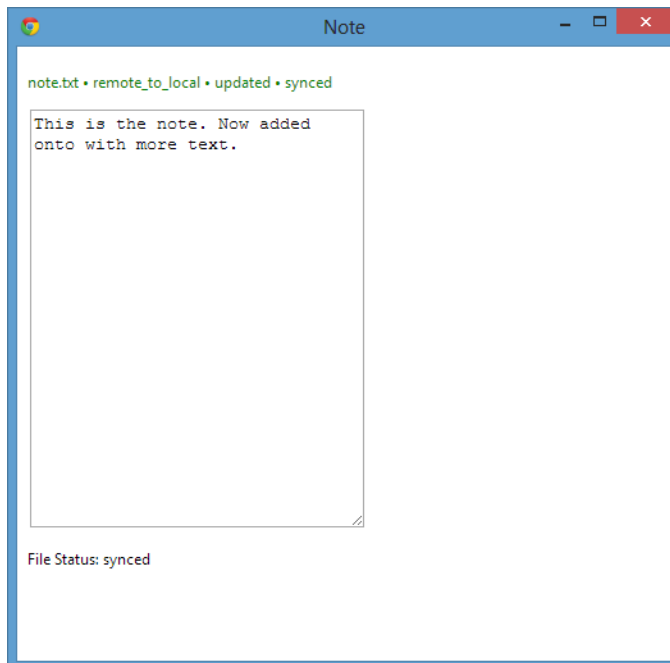 Note
note.txt • remote_to_local • updated • synced
This is the note. Now added
onto with more text.
File Status: synced